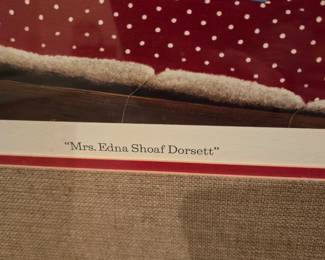 "Mrs. Edna Shoaf Dorsett"